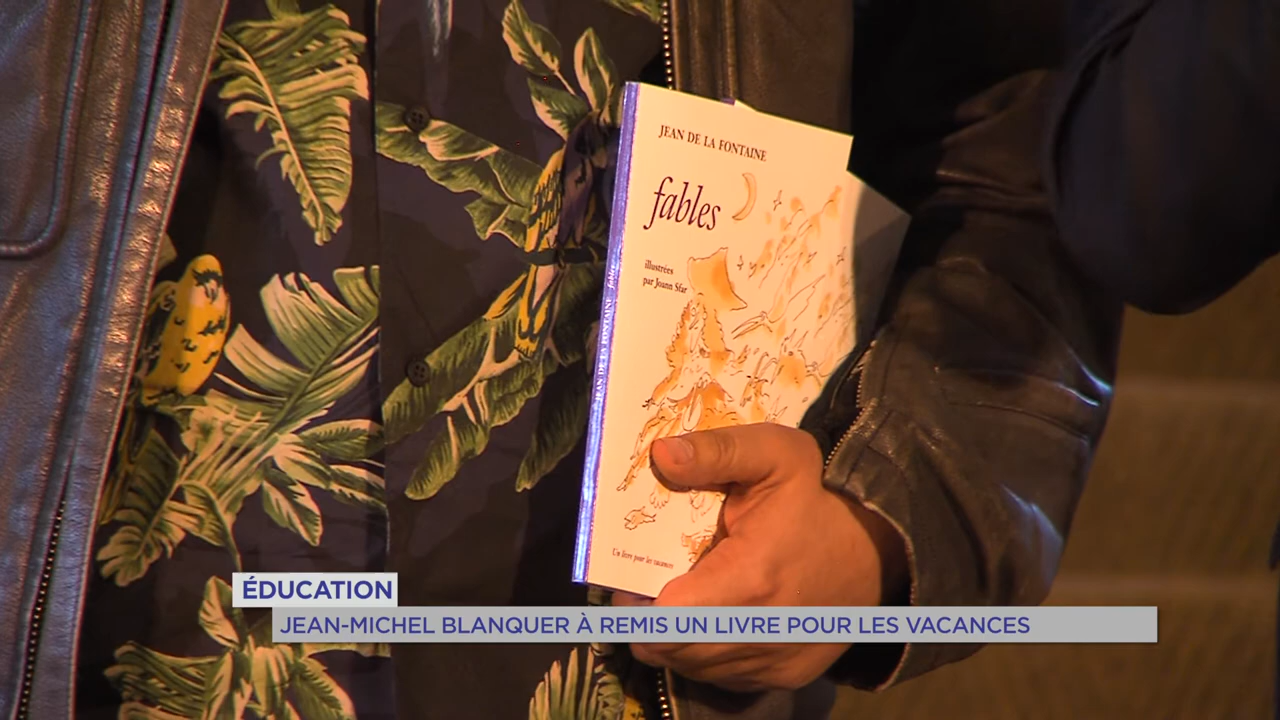 JEAN DE LA FONTAINE
fables
illustrées
par Joann Sfar
JEAN DE LA FONTAINE fables
Un livre pour les vacances
ÉDUCATION
JEAN-MICHEL BLANQUER À REMIS UN LIVRE POUR LES VACANCES